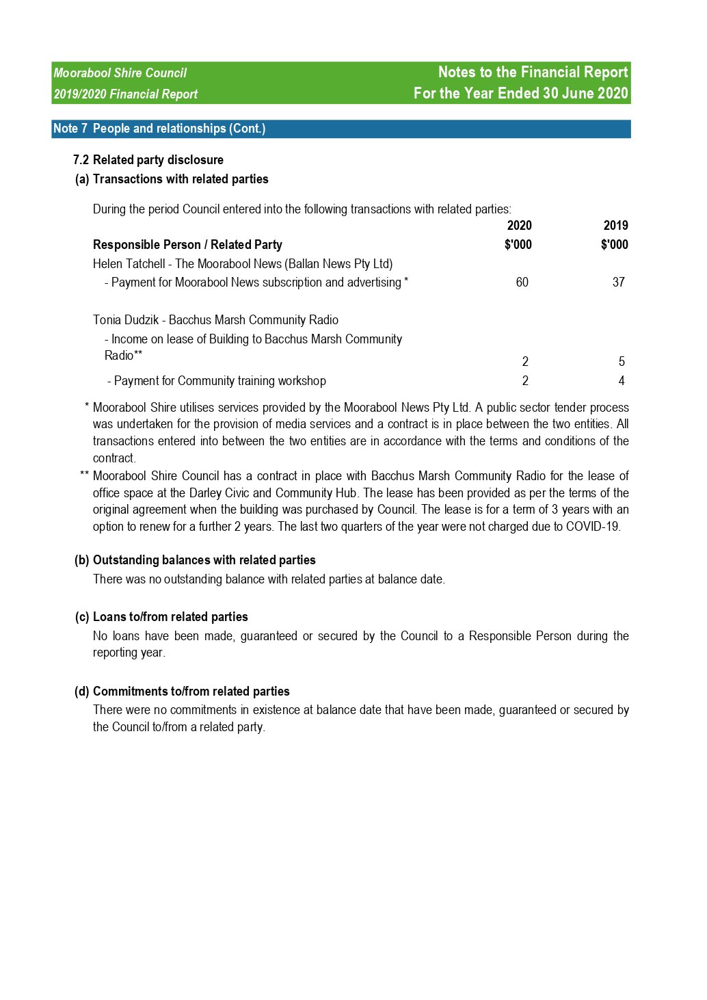 Moorabool Shire Council Notes to the Financial Report
2019/2020 Financial Report For the Year Ended 30 June 2020
Note 7 People and relationships (Cont.)
7.2 Related party disclosure
(a) Transactions with related parties
During the period Council entered into the following transactions with related parties:
2020 2019
Responsible Person / Related Party $'000 $'000
Helen Tatchell - The Moorabool News (Ballan News Pty Ltd)
- Payment for Moorabool News subscription and advertising * 60 37
Tonia Dudzik - Bacchus Marsh Community Radio
- Income on lease of Building to Bacchus Marsh Community
Radio** 2 5
- Payment for Community training workshop 2 4
* Moorabool Shire utilises services provided by the Moorabool News Pty Ltd. A public sector tender process
was undertaken for the provision of media services and a contract is in place between the two entities. All
transactions entered into between the two entities are in accordance with the terms and conditions of the
contract.
** Moorabool Shire Council has a contract in place with Bacchus Marsh Community Radio for the lease of
office space at the Darley Civic and Community Hub. The lease has been provided as per the terms of the
original agreement when the building was purchased by Council. The lease is for a term of 3 years with an
option to renew for a further 2 years. The last two quarters of the year were not charged due to COVID-19.
(b) Outstanding balances with related parties
There was no outstanding balance with related parties at balance date.
(c) Loans to/from related parties
No loans have been made, guaranteed or secured by the Council to a Responsible Person during the
reporting year.
(d) Commitments to/from related parties
There were no commitments in existence at balance date that have been made, guaranteed or secured by
the Council to/from a related party.